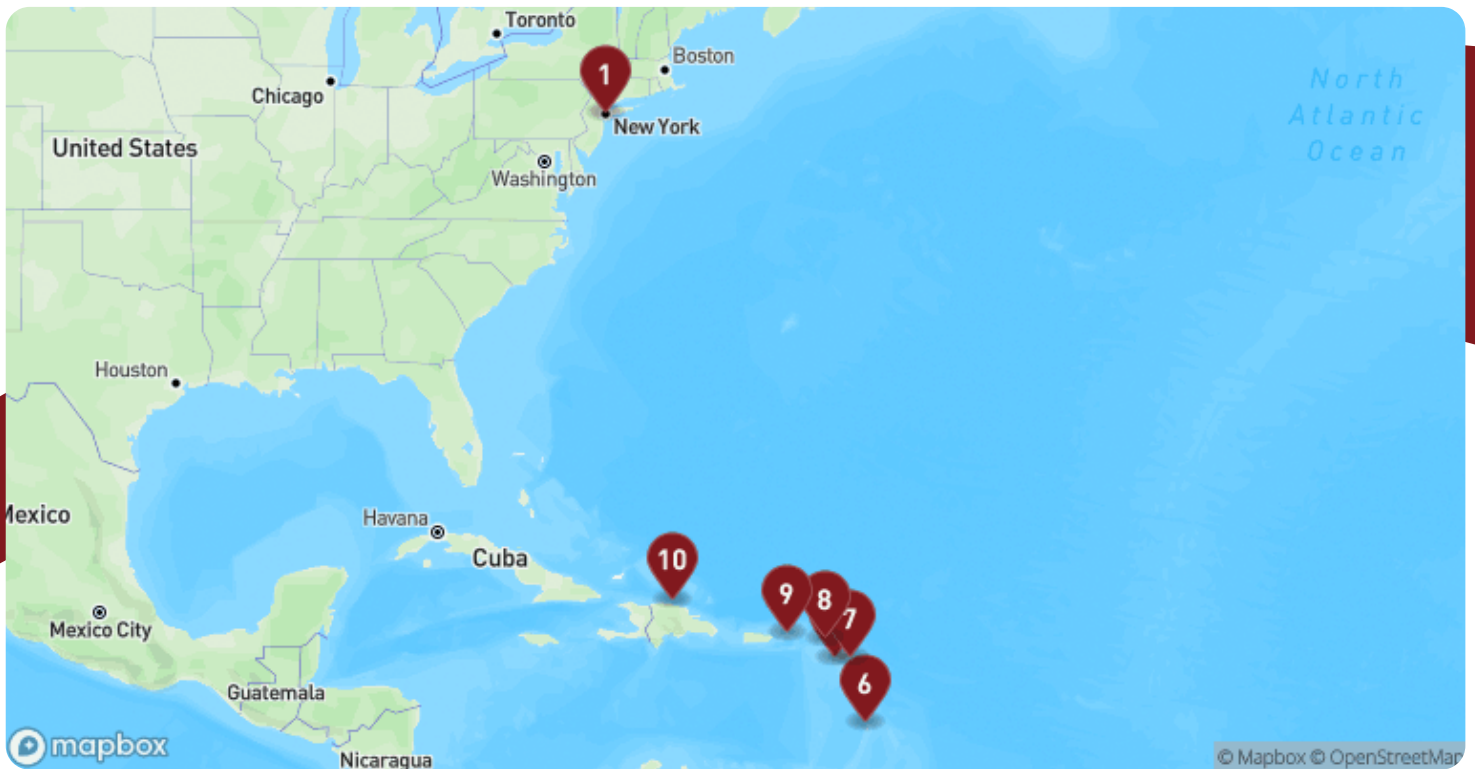 Toronto
Boston
1
Chicago
New York
North
Atlantic
Ocean
United States
Washington
Houston
Mexico
Havana
Cuba
10
9
8
7
Mexico City
6
Guatemala
Nicaragua
mapbox
© Mapbox © OpenStreetMap